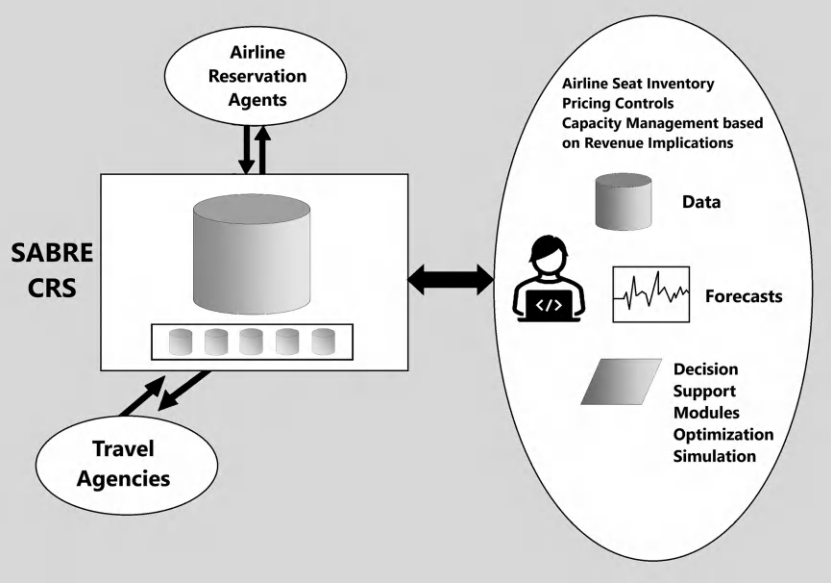 Airline
Reservation
Agents
SABRE
CRS
Travel
Agencies
Airline Seat Inventory
Pricing Controls
Capacity Management based
on Revenue Implications
Data
</>
Forecasts
Decision
Support
Modules
Optimization
Simulation